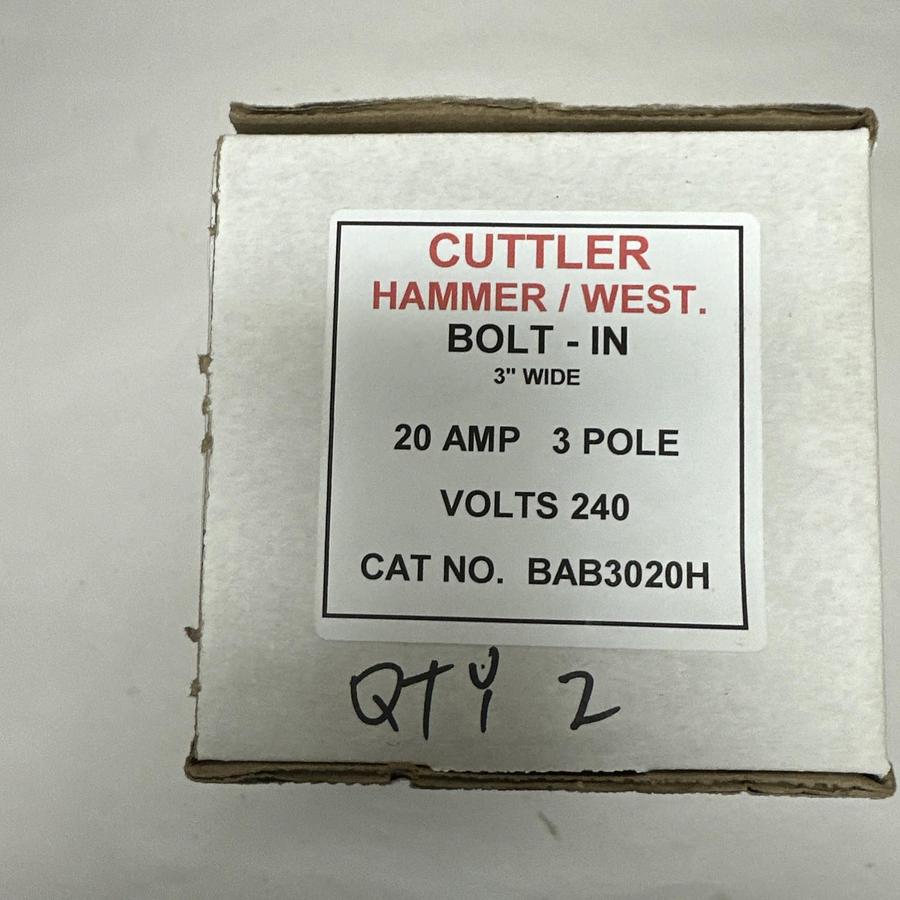 CUTTLER
HAMMER / WEST.
BOLT - IN
3" WIDE
20 AMP 3 POLE
VOLTS 240
CAT NO. BAB3020H
QTY 2